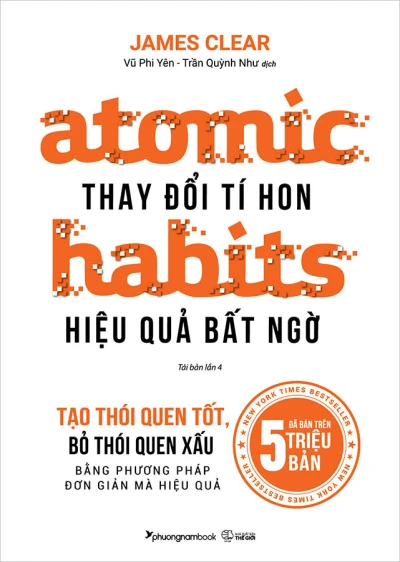 JAMES CLEAR
Vũ Phi Yên - Trần Quỳnh Như dịch
atomic
THAY ĐỔI TÍ HON
habits
HIỆU QUẢ BẤT NGỜ
Tái bản lần 4
TẠO THÓI QUEN TỐT,
BỎ THÓI QUEN XẤU
BẰNG PHƯƠNG PHÁP
ĐƠN GIẢN MÀ HIỆU QUẢ
NEW YORK TIMES BESTSELLER
ĐÃ BÁN TRÊN
5 TRIỆU
BẢN
NEW YORK TIMES BESTSELLER
phuongnambook
THẾ GIỚI